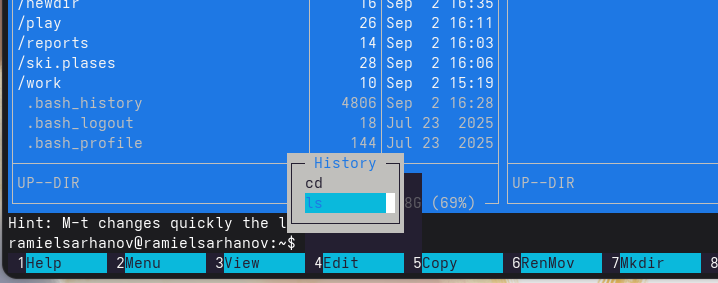 /newdir 16 Sep 2 16:35
/play 26 Sep 2 16:11
/reports 14 Sep 2 16:03
/ski.plases 28 Sep 2 16:06
/work 10 Sep 2 15:19
.bash_history 4806 Sep 2 16:28
.bash_logout 18 Jul 23 2025
.bash_profile 144 Jul 23 2025
History
UP--DIR cd UP--DIR
ls 8G (69%)
Hint: M-t changes quickly the l
ramielsarhanov@ramielsarhanov:~$
1Help 2Menu 3View 4Edit 5Copy 6RenMov 7Mkdir 8